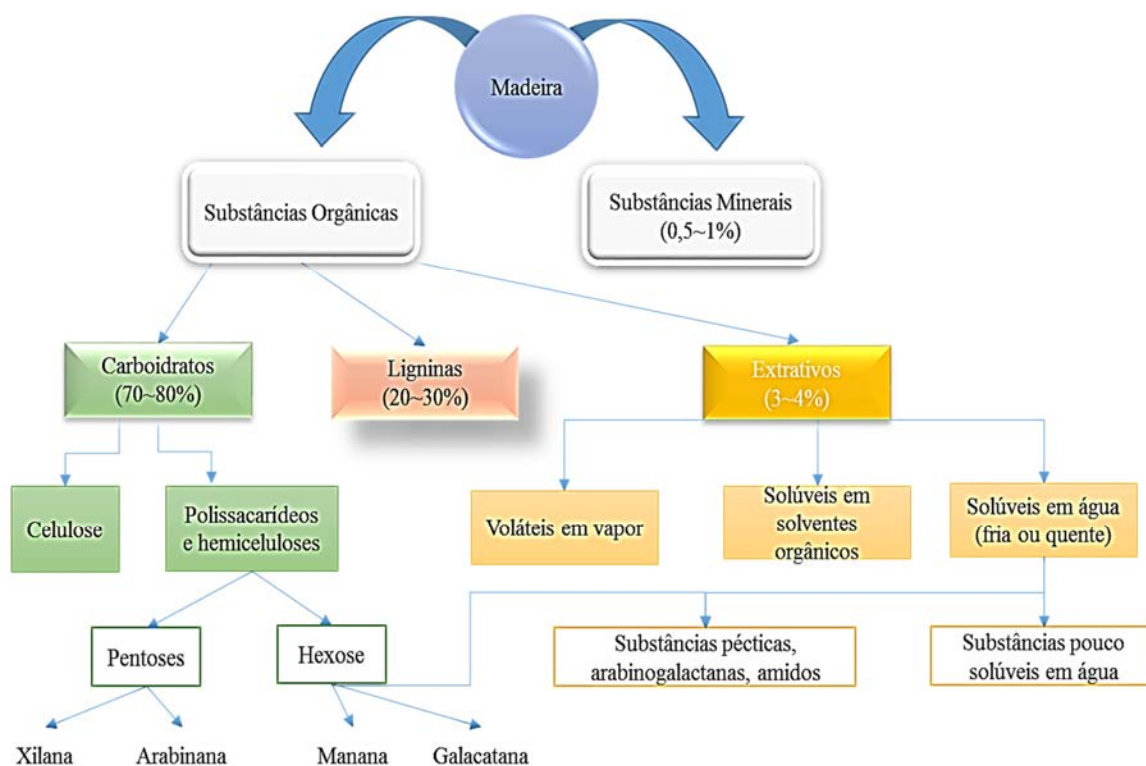 Madeira
Substâncias Orgânicas
Substâncias Minerais
(0,5~1%)
Carboidratos
(70~80%)
Ligninas
(20~30%)
Extrativos
(3~4%)
Celulose
Polissacarídeos
e hemiceluloses
Voláteis em vapor
Solúveis em
solventes
orgânicos
Solúveis em água
(fria ou quente)
Pentoses
Hexose
Substâncias pécticas,
arabinogalactanas, amidos
Substâncias pouco
solúveis em água
Xilana
Arabinana
Manana
Galacatana